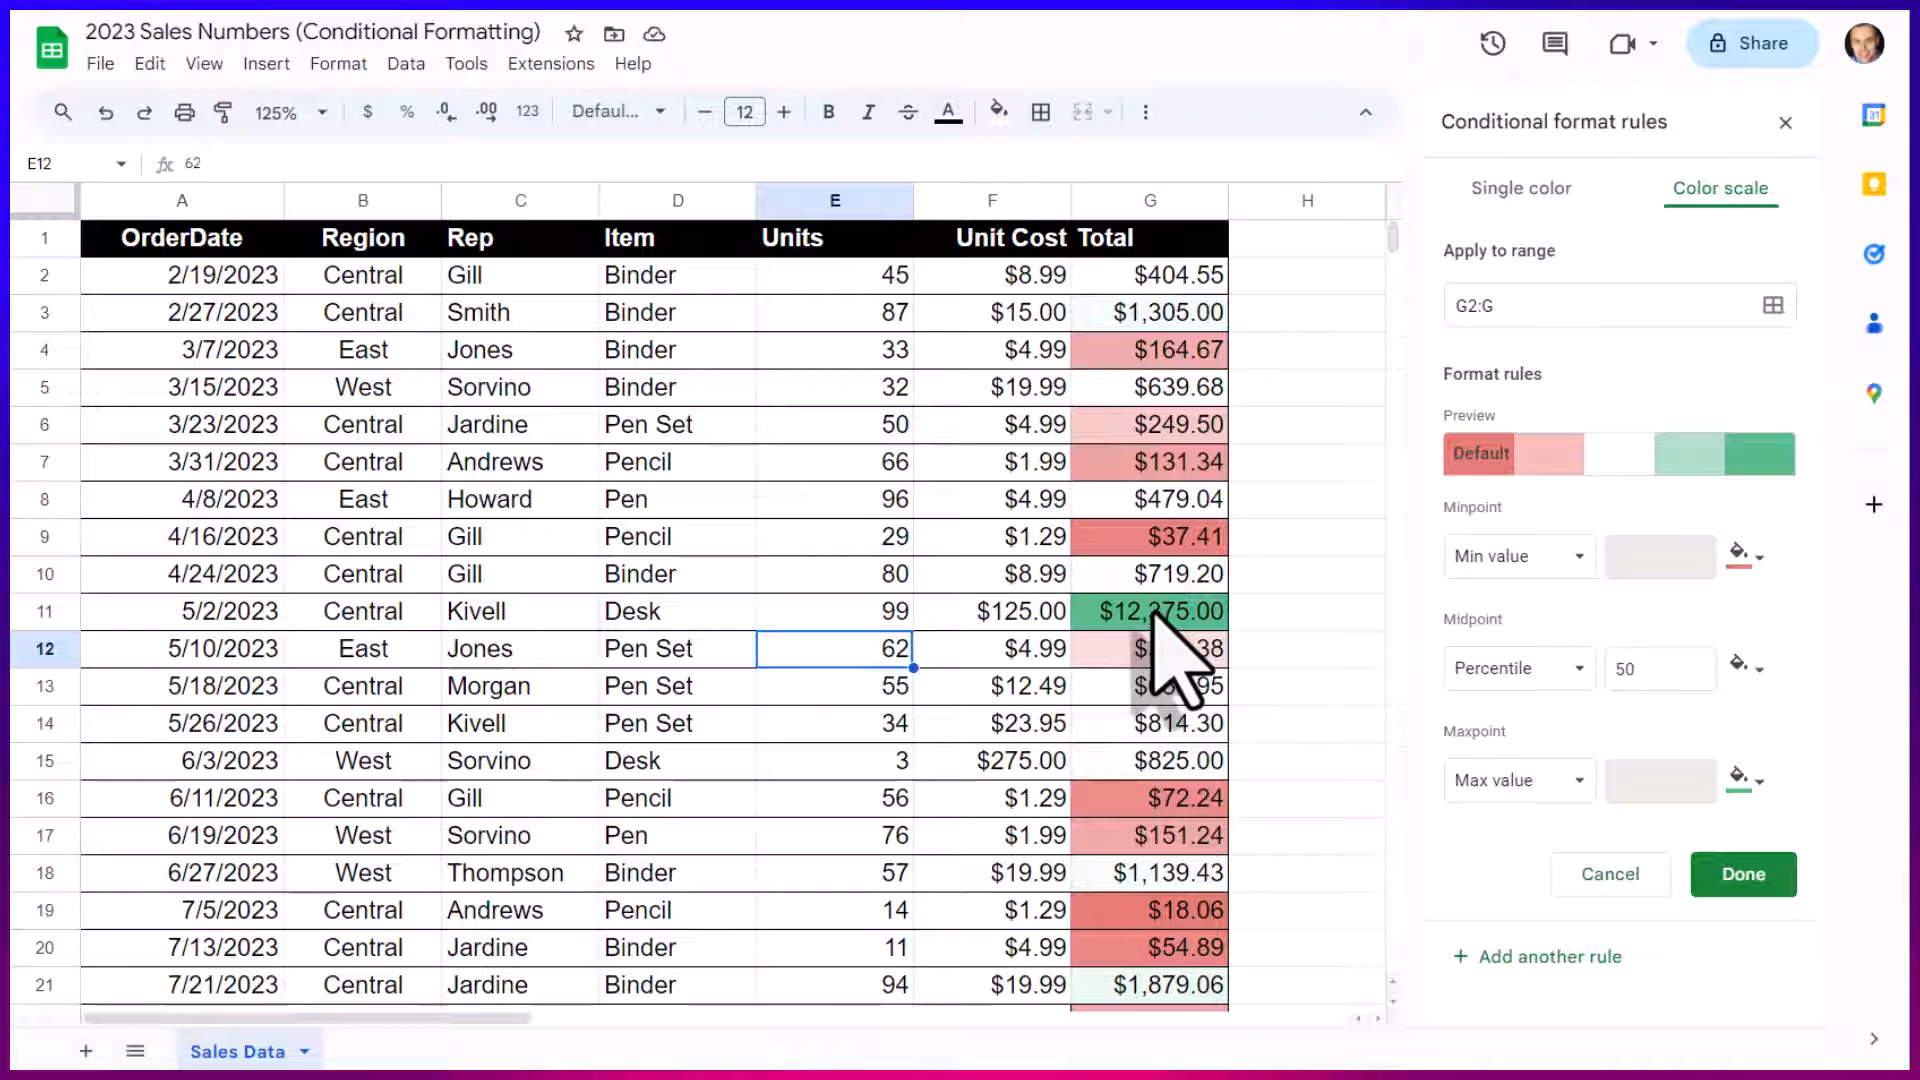 2023 Sales Numbers (Conditional Formatting)
File Edit View Insert Format Data Tools Extensions Help
Share
125% $ % .0 .00 123 Defaul... 12 B I A
E12 fx 62
A B C D E F G H
1 OrderDate Region Rep Item Units Unit Cost Total
2 2/19/2023 Central Gill Binder 45 $8.99 $404.55
3 2/27/2023 Central Smith Binder 87 $15.00 $1,305.00
4 3/7/2023 East Jones Binder 33 $4.99 $164.67
5 3/15/2023 West Sorvino Binder 32 $19.99 $639.68
6 3/23/2023 Central Jardine Pen Set 50 $4.99 $249.50
7 3/31/2023 Central Andrews Pencil 66 $1.99 $131.34
8 4/8/2023 East Howard Pen 96 $4.99 $479.04
9 4/16/2023 Central Gill Pencil 29 $1.29 $37.41
10 4/24/2023 Central Gill Binder 80 $8.99 $719.20
11 5/2/2023 Central Kivell Desk 99 $125.00 $12,375.00
12 5/10/2023 East Jones Pen Set 62 $4.99
13 5/18/2023 Central Morgan Pen Set 55 $12.49
14 5/26/2023 Central Kivell Pen Set 34 $23.95 $814.30
15 6/3/2023 West Sorvino Desk 3 $275.00 $825.00
16 6/11/2023 Central Gill Pencil 56 $1.29 $72.24
17 6/19/2023 West Sorvino Pen 76 $1.99 $151.24
18 6/27/2023 West Thompson Binder 57 $19.99 $1,139.43
19 7/5/2023 Central Andrews Pencil 14 $1.29 $18.06
20 7/13/2023 Central Jardine Binder 11 $4.99 $54.89
21 7/21/2023 Central Jardine Binder 94 $19.99 $1,879.06
Sales Data
Conditional format rules
Single color Color scale
Apply to range
G2:G
Format rules
Preview
Default
Minpoint
Min value
Midpoint
Percentile 50
Maxpoint
Max value
Cancel Done
+ Add another rule
31